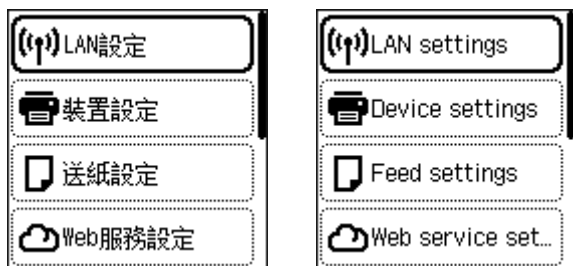 LAN設定
装置設定
送紙設定
Web服務設定
LAN settings
Device settings
Feed settings
Web service set...